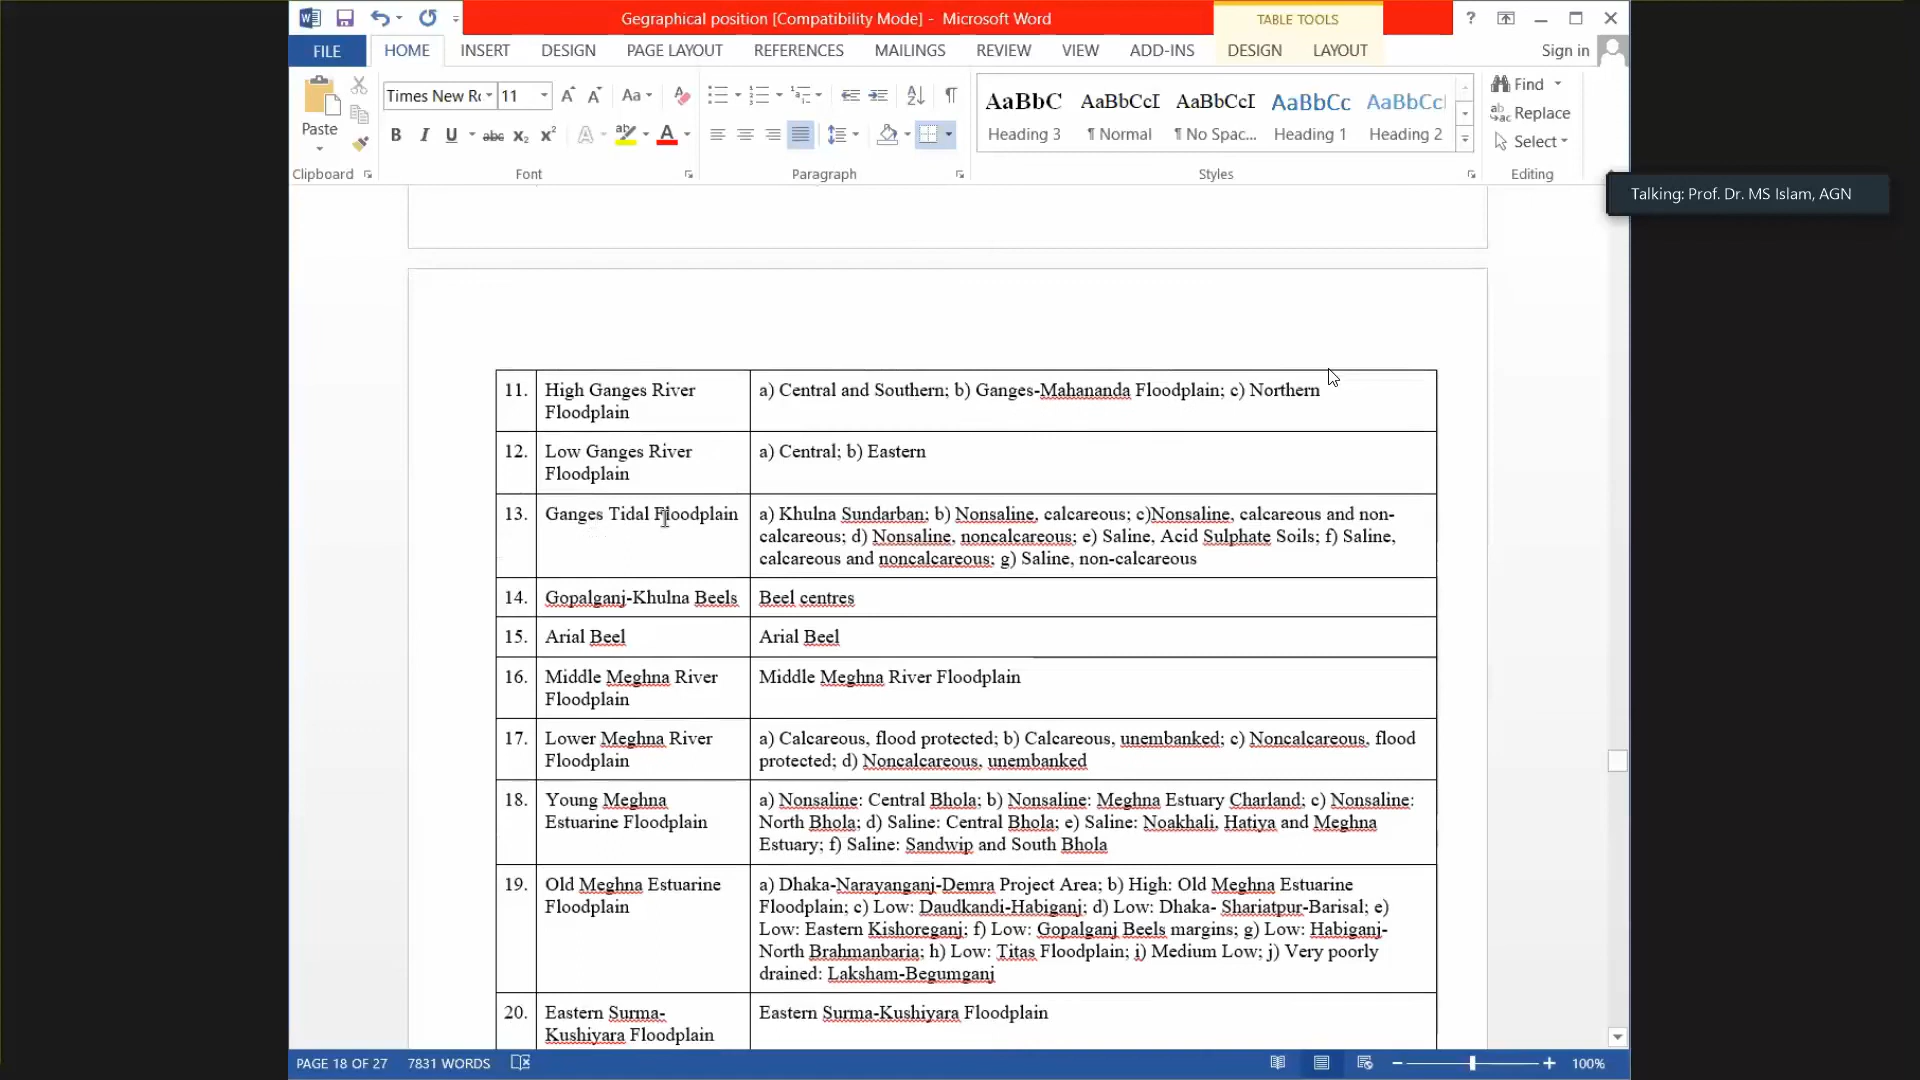 Gegraphical position [Compatibility Mode] - Microsoft Word
TABLE TOOLS
?
FILE HOME INSERT DESIGN PAGE LAYOUT REFERENCES MAILINGS REVIEW VIEW ADD-INS DESIGN LAYOUT Sign in
Paste
Times New Ro 11
Aa
B I U abc x₂ x² A
AaBbC AaBbCcI AaBbCcI AaBbCc AaBbCcI
Heading 3 ¶ Normal ¶ No Spac... Heading 1 Heading 2
Find
Replace
Select
Clipboard Font Paragraph Styles Editing
Talking: Prof. Dr. MS Islam, AGN
11. High Ganges River a) Central and Southern; b) Ganges-Mahananda Floodplain; c) Northern
Floodplain
12. Low Ganges River a) Central; b) Eastern
Floodplain
13. Ganges Tidal Floodplain a) Khulna Sundarban; b) Nonsaline, calcareous; c)Nonsaline, calcareous and non-
calcareous; d) Nonsaline, noncalcareous; e) Saline, Acid Sulphate Soils; f) Saline,
calcareous and noncalcareous; g) Saline, non-calcareous
14. Gopalganj-Khulna Beels Beel centres
15. Arial Beel Arial Beel
16. Middle Meghna River Middle Meghna River Floodplain
Floodplain
17. Lower Meghna River a) Calcareous, flood protected; b) Calcareous, unembanked; c) Noncalcareous, flood
Floodplain protected; d) Noncalcareous, unembanked
18. Young Meghna a) Nonsaline: Central Bhola; b) Nonsaline: Meghna Estuary Charland; c) Nonsaline:
Estuarine Floodplain North Bhola; d) Saline: Central Bhola; e) Saline: Noakhali, Hatiya and Meghna
Estuary; f) Saline: Sandwip and South Bhola
19. Old Meghna Estuarine a) Dhaka-Narayanganj-Demra Project Area; b) High: Old Meghna Estuarine
Floodplain Floodplain; c) Low: Daudkandi-Habiganj; d) Low: Dhaka- Shariatpur-Barisal; e)
Low: Eastern Kishoreganj; f) Low: Gopalganj Beels margins; g) Low: Habiganj-
North Brahmanbaria; h) Low: Titas Floodplain; i) Medium Low; j) Very poorly
drained: Laksham-Begumganj
20. Eastern Surma- Eastern Surma-Kushiyara Floodplain
Kushiyara Floodplain
PAGE 18 OF 27 7831 WORDS 100%